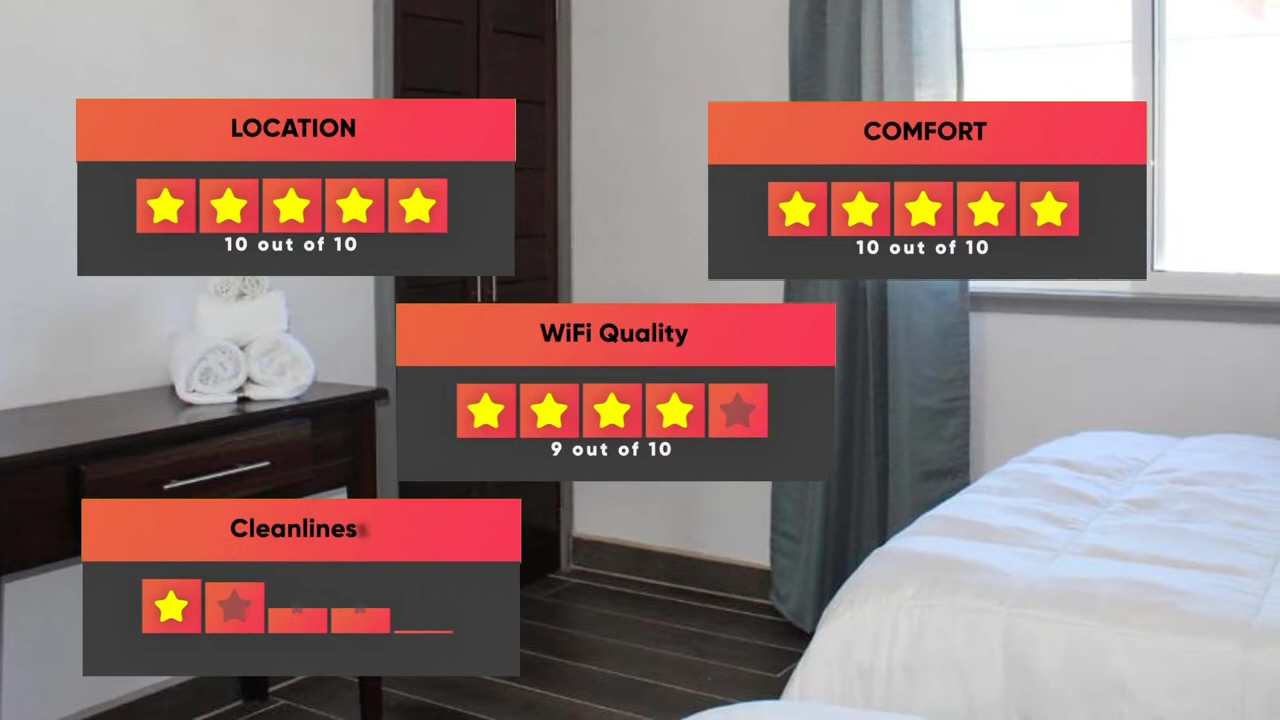 LOCATION
10 out of 10
COMFORT
10 out of 10
WiFi Quality
9 out of 10
Cleanlines